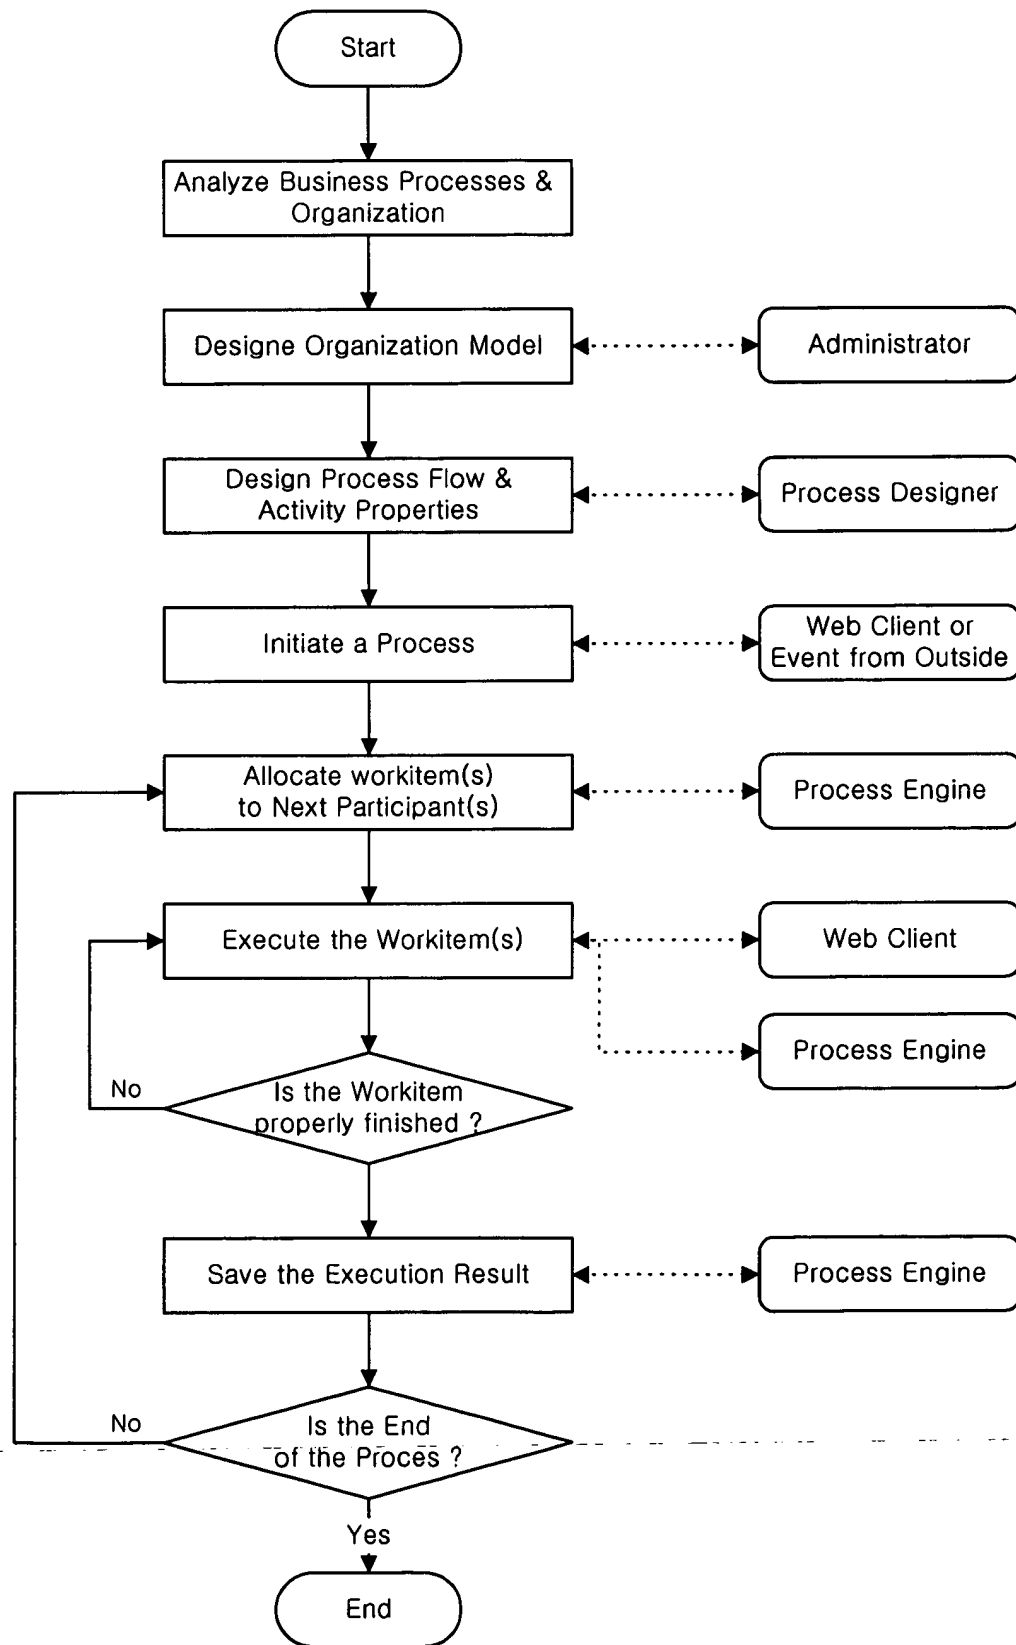 Start
Analyze Business Processes &
Organization
Designe Organization Model
Administrator
Design Process Flow &
Activity Properties
Process Designer
Initiate a Process
Web Client or
Event from Outside
Allocate workitem(s)
to Next Participant(s)
Process Engine
Execute the Workitem(s)
Web Client
Process Engine
No
Is the Workitem
properly finished ?
Save the Execution Result
Process Engine
No
Is the End
of the Proces ?
Yes
End